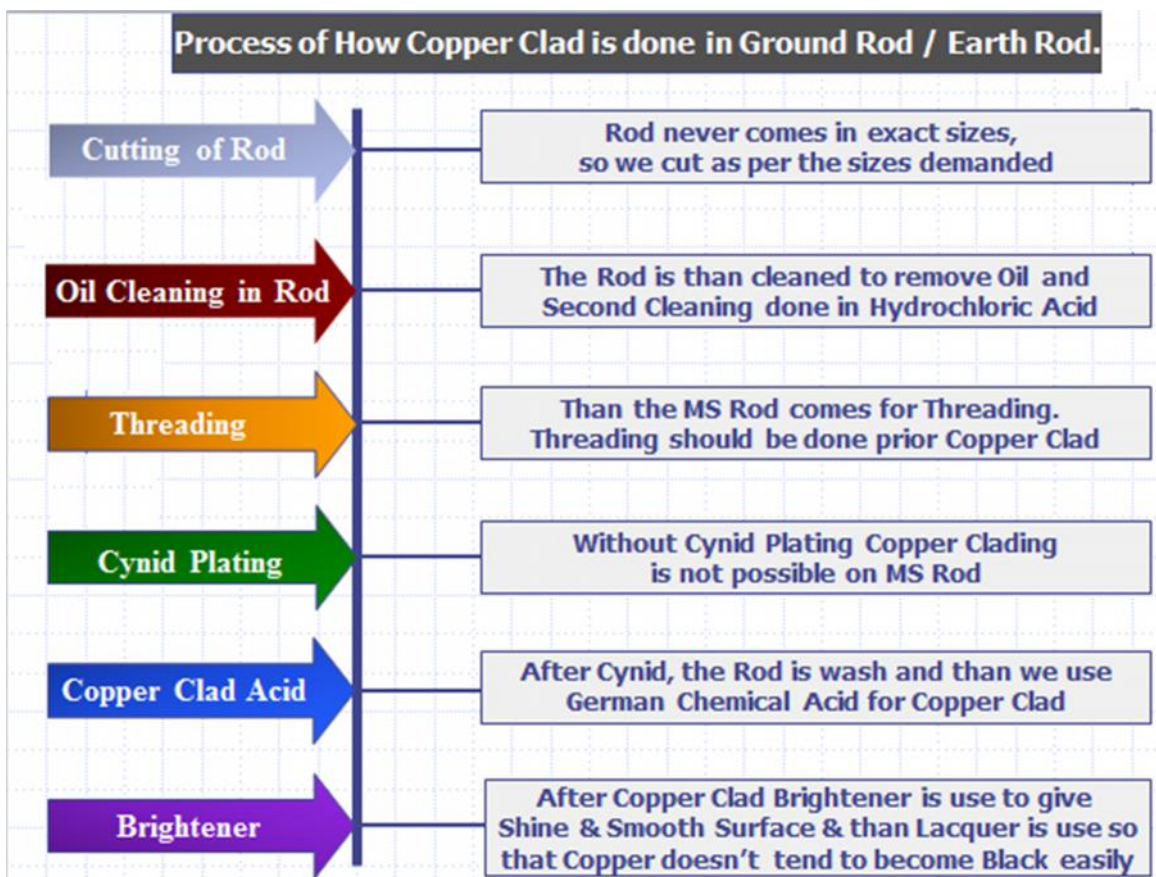 Process of How Copper Clad is done in Ground Rod / Earth Rod.
Cutting of Rod
Rod never comes in exact sizes,
so we cut as per the sizes demanded
Oil Cleaning in Rod
The Rod is than cleaned to remove Oil and
Second Cleaning done in Hydrochloric Acid
Threading
Than the MS Rod comes for Threading.
Threading should be done prior Copper Clad
Cynid Plating
Without Cynid Plating Copper Clading
is not possible on MS Rod
Copper Clad Acid
After Cynid, the Rod is wash and than we use
German Chemical Acid for Copper Clad
Brightener
After Copper Clad Brightener is use to give
Shine & Smooth Surface & than Lacquer is use so
that Copper doesn't tend to become Black easily